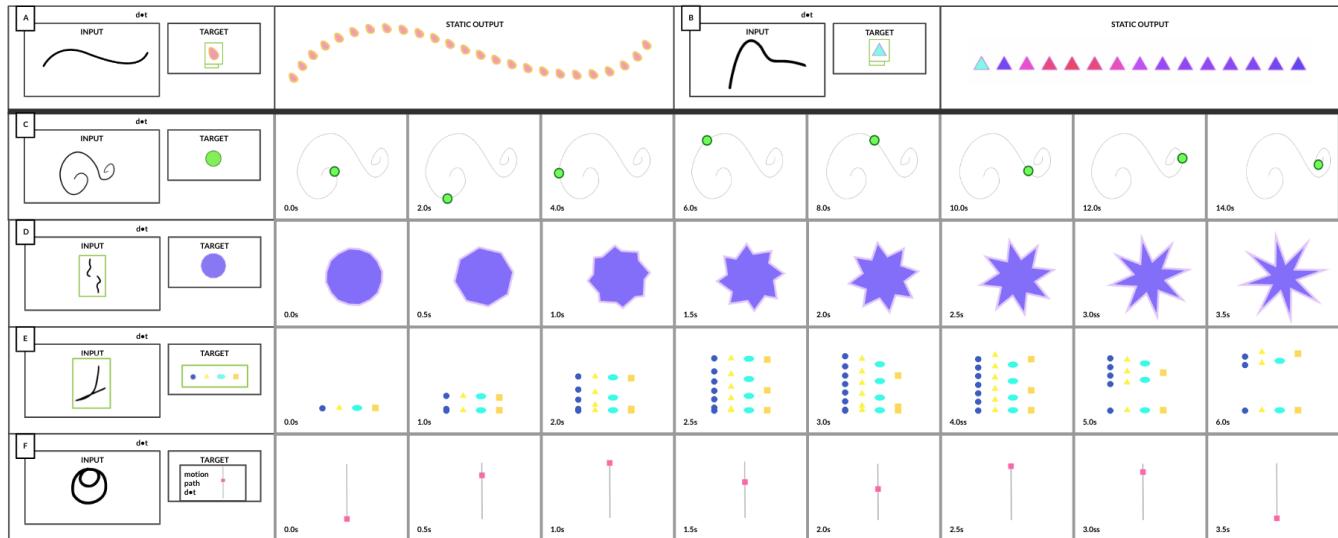 A
d•t
INPUT
TARGET
STATIC OUTPUT
B
d•t
INPUT
TARGET
STATIC OUTPUT
C
d•t
INPUT
TARGET
0.0s
2.0s
4.0s
6.0s
8.0s
10.0s
12.0s
14.0s
D
d•t
INPUT
TARGET
0.0s
0.5s
1.0s
1.5s
2.0s
2.5s
3.0ss
3.5s
E
INPUT
TARGET
0.0s
1.0s
2.0s
2.5s
3.0s
4.0ss
5.0s
6.0s
F
d•t
INPUT
TARGET
motion
path
d•t
0.0s
0.5s
1.0s
1.5s
2.0s
2.5s
3.0ss
3.5s